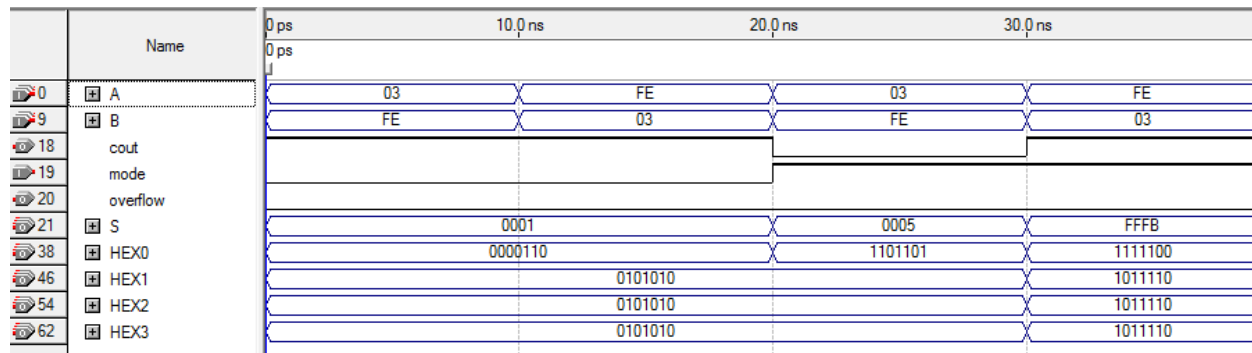 Name
0 ps 10.0 ns 20.0 ns 30.0 ns
0 ps
0 A 03 FE 03 FE
9 B FE 03 FE 03
18 cout
19 mode
20 overflow
21 S 0001 0005 FFFB
38 HEX0 0000110 1101101 1111100
46 HEX1 0101010 1011110
54 HEX2 0101010 1011110
62 HEX3 0101010 1011110